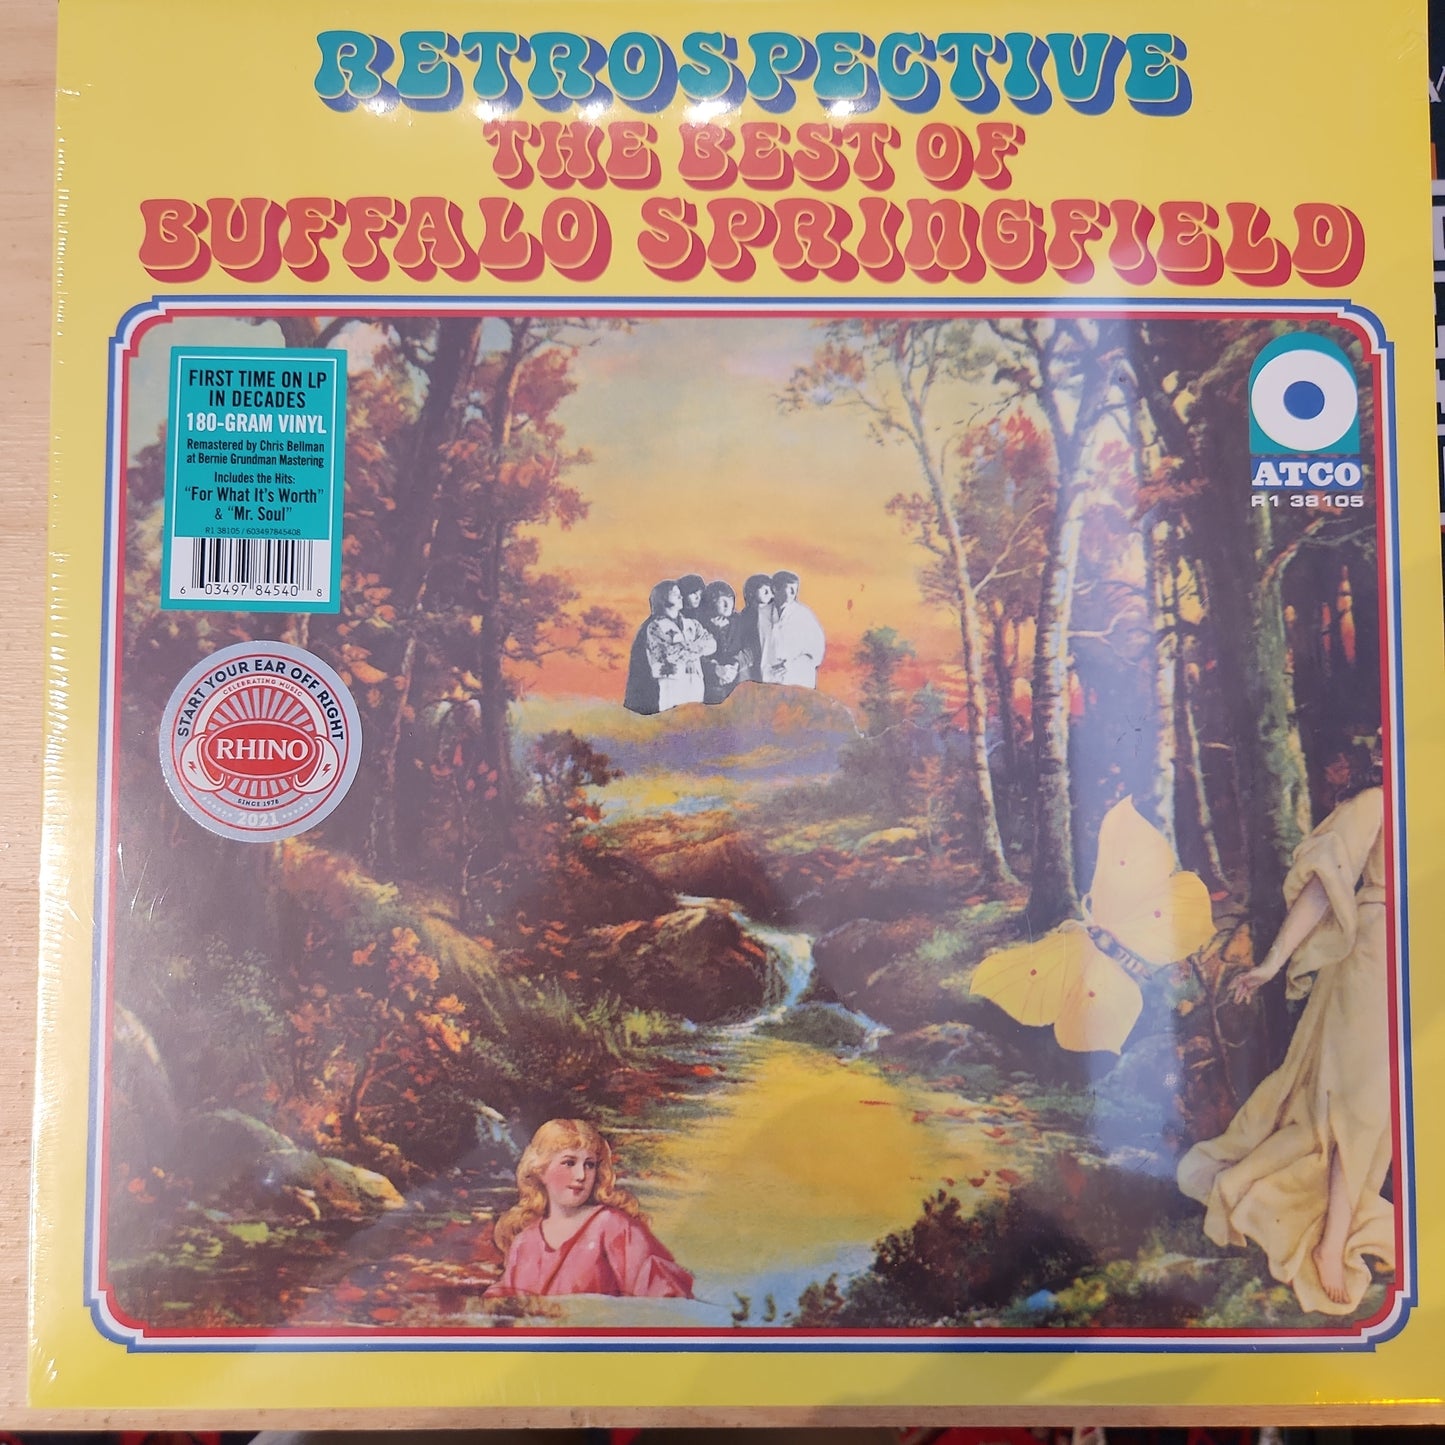 RETROSPECTIVE
THE BEST OF
BUFFALO SPRINGFIELD
FIRST TIME ON LP
IN DECADES
180-GRAM VINYL
Remastered by Chris Bellman
at Bernie Grundman Mastering
Includes the Hits:
"For What It's Worth"
& "Mr. Soul"
R1 38105 / 603497845408
6 03497 84540 8
ATCO
R1 38105
START YOUR EAR OFF RIGHT
CELEBRATING MUSIC
RHINO
SINCE 1978
2021